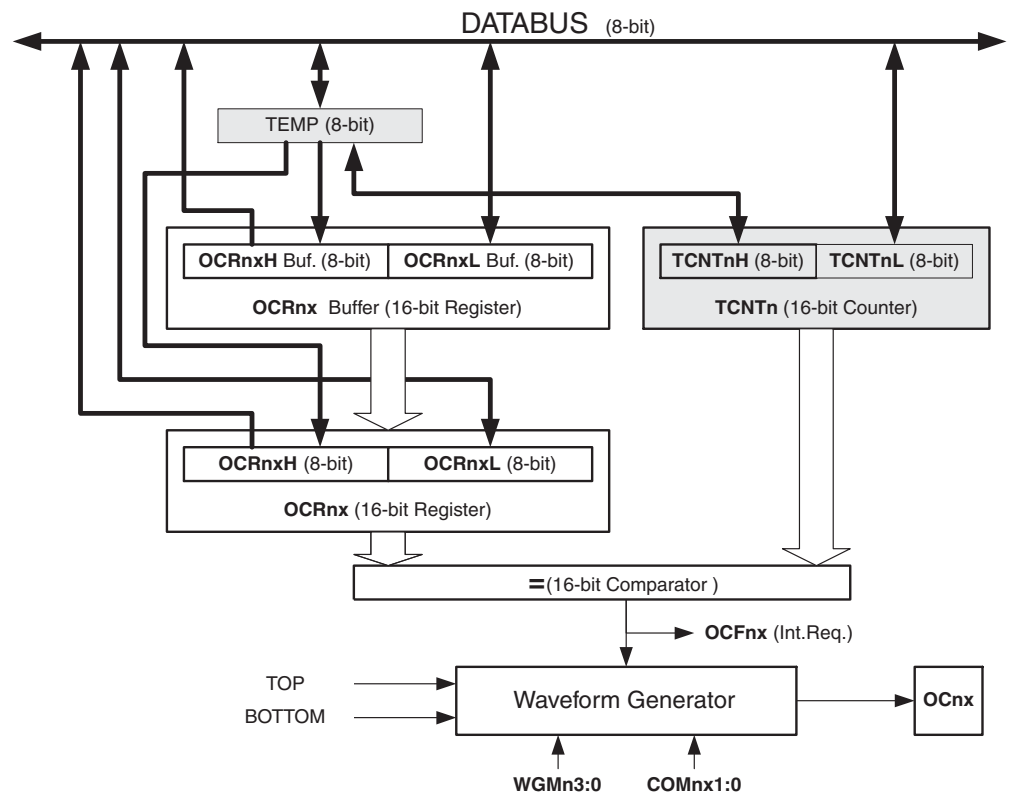 DATABUS (8-bit)
TEMP (8-bit)
OCRnxH Buf. (8-bit) OCRnxL Buf. (8-bit)
OCRnx Buffer (16-bit Register)
TCNTnH (8-bit) TCNTnL (8-bit)
TCNTn (16-bit Counter)
OCRnxH (8-bit) OCRnxL (8-bit)
OCRnx (16-bit Register)
=(16-bit Comparator )
OCFnx (Int.Req.)
TOP
BOTTOM
Waveform Generator
OCnx
WGMn3:0 COMnx1:0